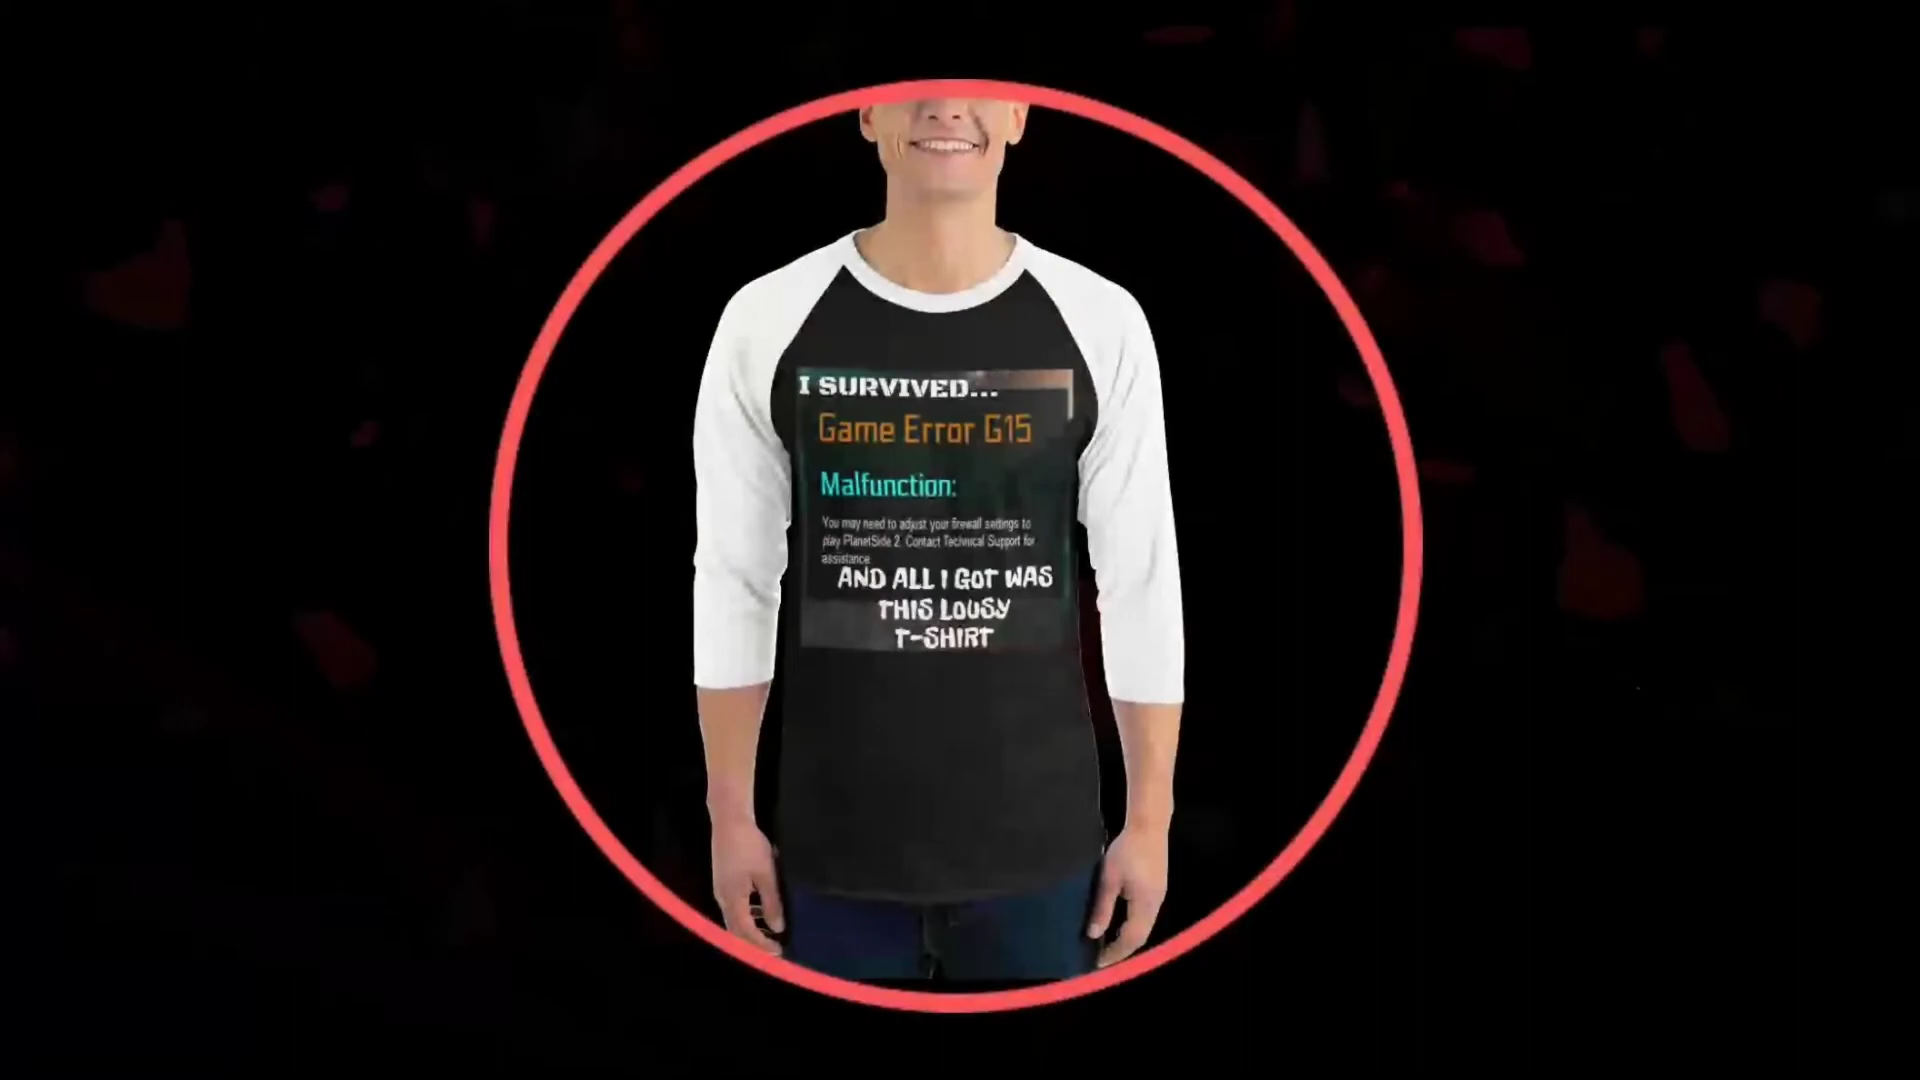 I SURVIVED...
Game Error G15
Malfunction:
You may need to adjust your firewall settings to
play PlanetSide 2. Contact Technical Support for
assistance.
AND ALL I GOT WAS
THIS LOUSY
T-SHIRT